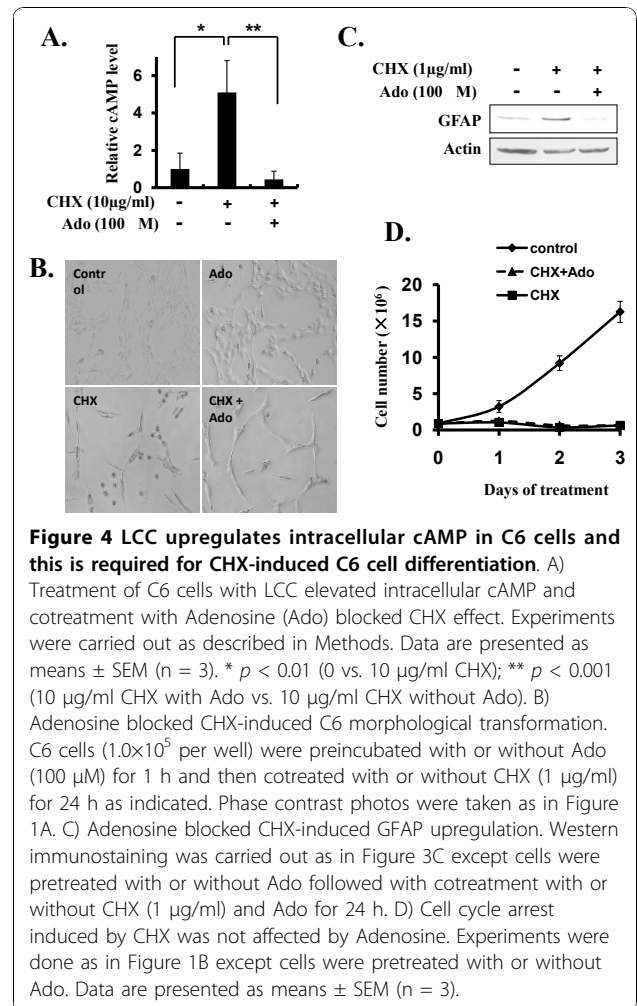 A.
* **
Relative cAMP level
6
4
2
0
CHX (10µg/ml) - + +
Ado (100 M) - - +
C.
CHX (1µg/ml) - + +
Ado (100 M) - - +
GFAP
Actin
B.
Contr
ol
Ado
CHX
CHX +
Ado
D.
control
CHX+Ado
CHX
Cell number (×10⁶)
20
15
10
5
0
0 1 2 3
Days of treatment
Figure 4 LCC upregulates intracellular cAMP in C6 cells and
this is required for CHX-induced C6 cell differentiation. A)
Treatment of C6 cells with LCC elevated intracellular cAMP and
cotreatment with Adenosine (Ado) blocked CHX effect. Experiments
were carried out as described in Methods. Data are presented as
means ± SEM (n = 3). * p < 0.01 (0 vs. 10 µg/ml CHX); ** p < 0.001
(10 µg/ml CHX with Ado vs. 10 µg/ml CHX without Ado). B)
Adenosine blocked CHX-induced C6 morphological transformation.
C6 cells (1.0×10⁵ per well) were preincubated with or without Ado
(100 µM) for 1 h and then cotreated with or without CHX (1 µg/ml)
for 24 h as indicated. Phase contrast photos were taken as in Figure
1A. C) Adenosine blocked CHX-induced GFAP upregulation. Western
immunostaining was carried out as in Figure 3C except cells were
pretreated with or without Ado followed with cotreatment with or
without CHX (1 µg/ml) and Ado for 24 h. D) Cell cycle arrest
induced by CHX was not affected by Adenosine. Experiments were
done as in Figure 1B except cells were pretreated with or without
Ado. Data are presented as means ± SEM (n = 3).